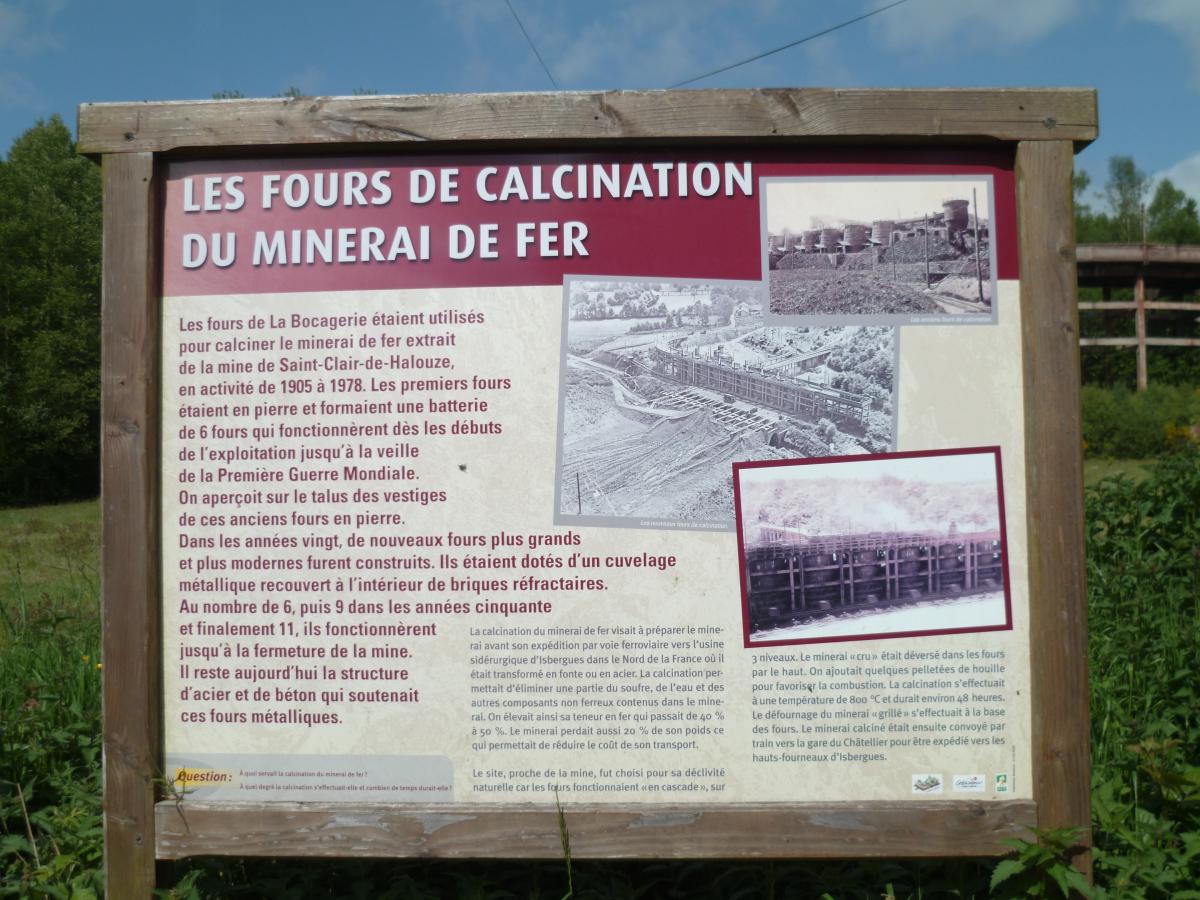 LES FOURS DE CALCINATION
DU MINERAI DE FER
Les anciens fours de calcination.
Les fours de La Bocagerie étaient utilisés
pour calciner le minerai de fer extrait
de la mine de Saint-Clair-de-Halouze,
en activité de 1905 à 1978. Les premiers fours
étaient en pierre et formaient une batterie
de 6 fours qui fonctionnèrent dès les débuts
de l'exploitation jusqu'à la veille
de la Première Guerre Mondiale.
On aperçoit sur le talus des vestiges
de ces anciens fours en pierre.
Dans les années vingt, de nouveaux fours plus grands
et plus modernes furent construits. Ils étaient dotés d'un cuvelage
métallique recouvert à l'intérieur de briques réfractaires.
Au nombre de 6, puis 9 dans les années cinquante
et finalement 11, ils fonctionnèrent
jusqu'à la fermeture de la mine.
Il reste aujourd'hui la structure
d'acier et de béton qui soutenait
ces fours métalliques.
Les nouveaux fours de calcination.
La calcination du minerai de fer visait à préparer le mine-
rai avant son expédition par voie ferroviaire vers l'usine
sidérurgique d'Isbergues dans le Nord de la France où il
était transformé en fonte ou en acier. La calcination per-
mettait d'éliminer une partie du soufre, de l'eau et des
autres composants non ferreux contenus dans le mine-
rai. On élevait ainsi sa teneur en fer qui passait de 40 %
à 50 %. Le minerai perdait aussi 20 % de son poids ce
qui permettait de réduire le coût de son transport.
Le site, proche de la mine, fut choisi pour sa déclivité
naturelle car les fours fonctionnaient « en cascade », sur
3 niveaux. Le minerai « cru » était déversé dans les fours
par le haut. On ajoutait quelques pelletées de houille
pour favoriser la combustion. La calcination s'effectuait
à une température de 800 °C et durait environ 48 heures.
Le défournage du minerai « grillé » s'effectuait à la base
des fours. Le minerai calciné était ensuite convoyé par
train vers la gare du Châtellier pour être expédié vers les
hauts-fourneaux d'Isbergues.
Question :
À quoi servait la calcination du minerai de fer ?
À quel degré la calcination s'effectuait-elle et combien de temps durait-elle ?